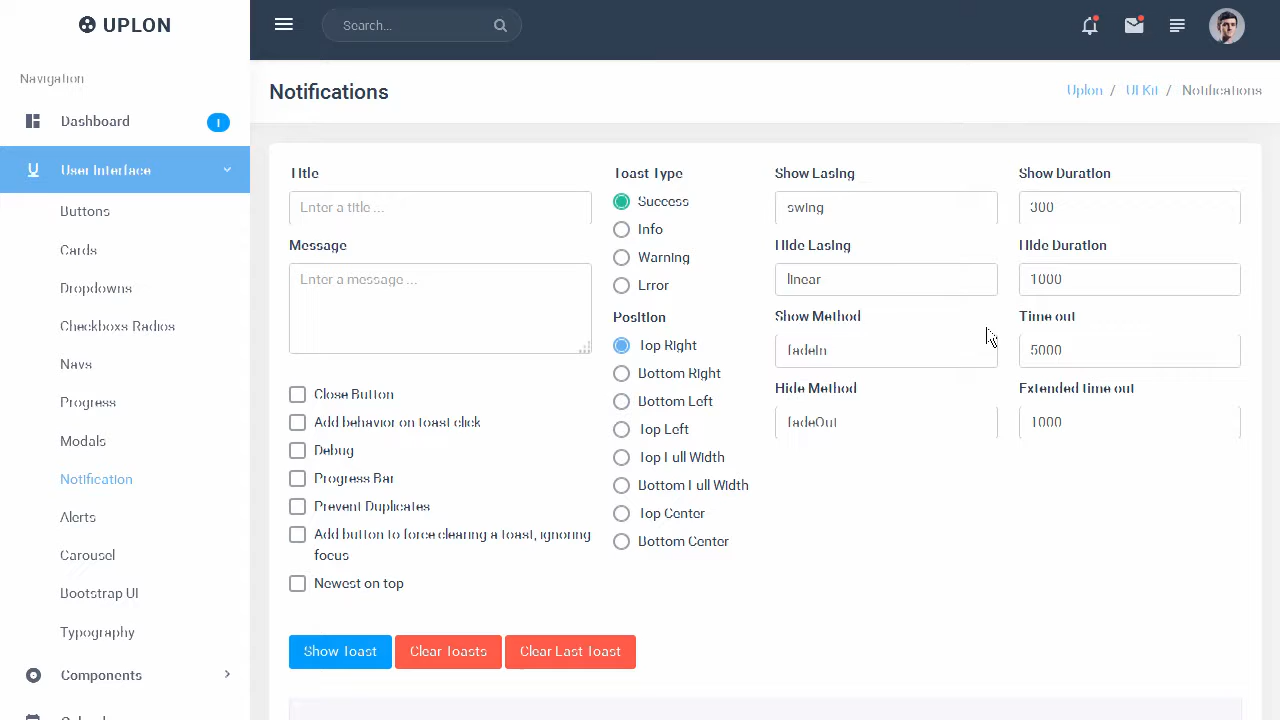 UPLON
Search...
Navigation
Dashboard
User Interface
Buttons
Cards
Dropdowns
Checkboxs Radios
Navs
Progress
Modals
Notification
Alerts
Carousel
Bootstrap UI
Typography
Components
Notifications
Uplon / UI Kit / Notifications
Title
Enter a title ...
Message
Enter a message ...
Close Button
Add behavior on toast click
Debug
Progress Bar
Prevent Duplicates
Add button to force clearing a toast, ignoring
focus
Newest on top
Toast Type
Success
Info
Warning
Error
Position
Top Right
Bottom Right
Bottom Left
Top Left
Top Full Width
Bottom Full Width
Top Center
Bottom Center
Show Easing
swing
Hide Easing
linear
Show Method
fadeIn
Hide Method
fadeOut
Show Duration
300
Hide Duration
1000
Time out
5000
Extended time out
1000
Show Toast
Clear Toasts
Clear Last Toast